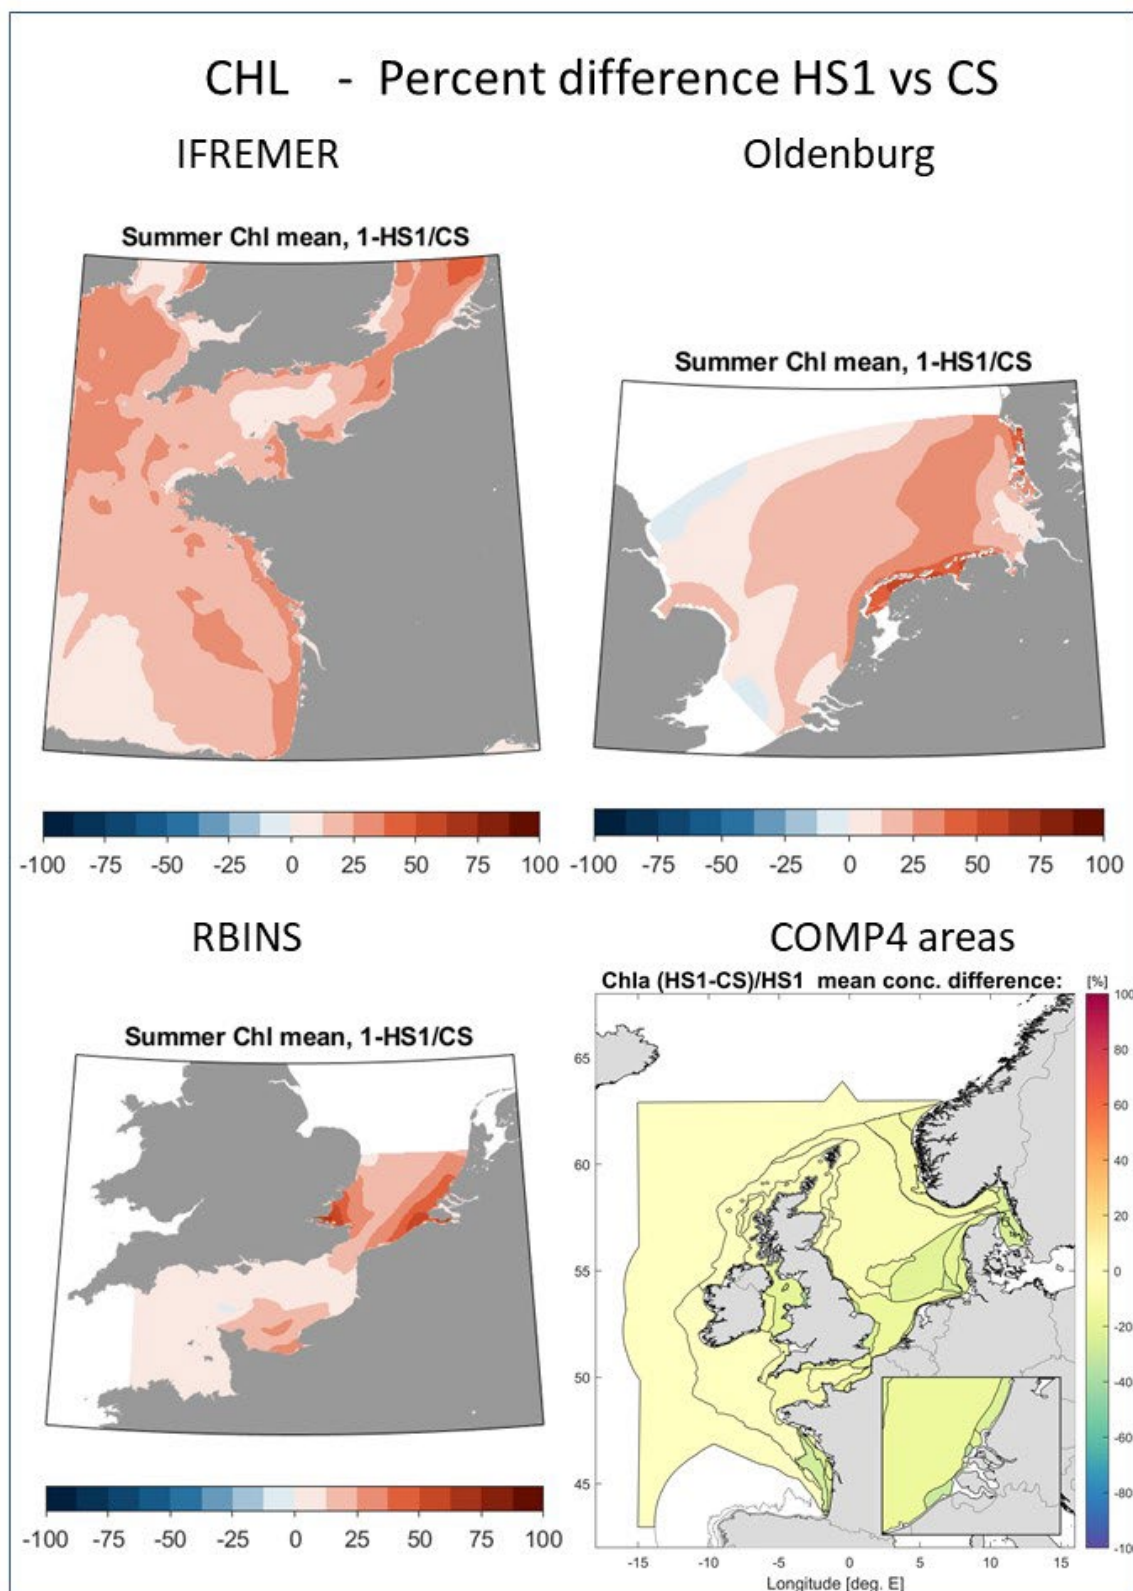 CHL - Percent difference HS1 vs CS
IFREMER
Oldenburg
Summer Chl mean, 1-HS1/CS
Summer Chl mean, 1-HS1/CS
-100 -75 -50 -25 0 25 50 75 100
-100 -75 -50 -25 0 25 50 75 100
RBINS
COMP4 areas
Chla (HS1-CS)/HS1 mean conc. difference: [%]
Summer Chl mean, 1-HS1/CS
-100 -75 -50 -25 0 25 50 75 100
65
60
55
50
45
-15 -10 -5 0 5 10 15
Longitude [deg. E]
100
80
60
40
20
0
-20
-40
-60
-80
-100